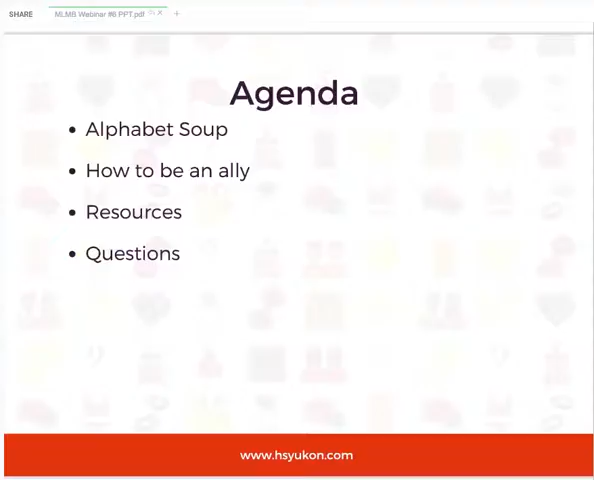 SHARE
MLMB Webinar #6 PPT.pdf
Agenda
• Alphabet Soup
• How to be an ally
• Resources
• Questions
www.hsyukon.com